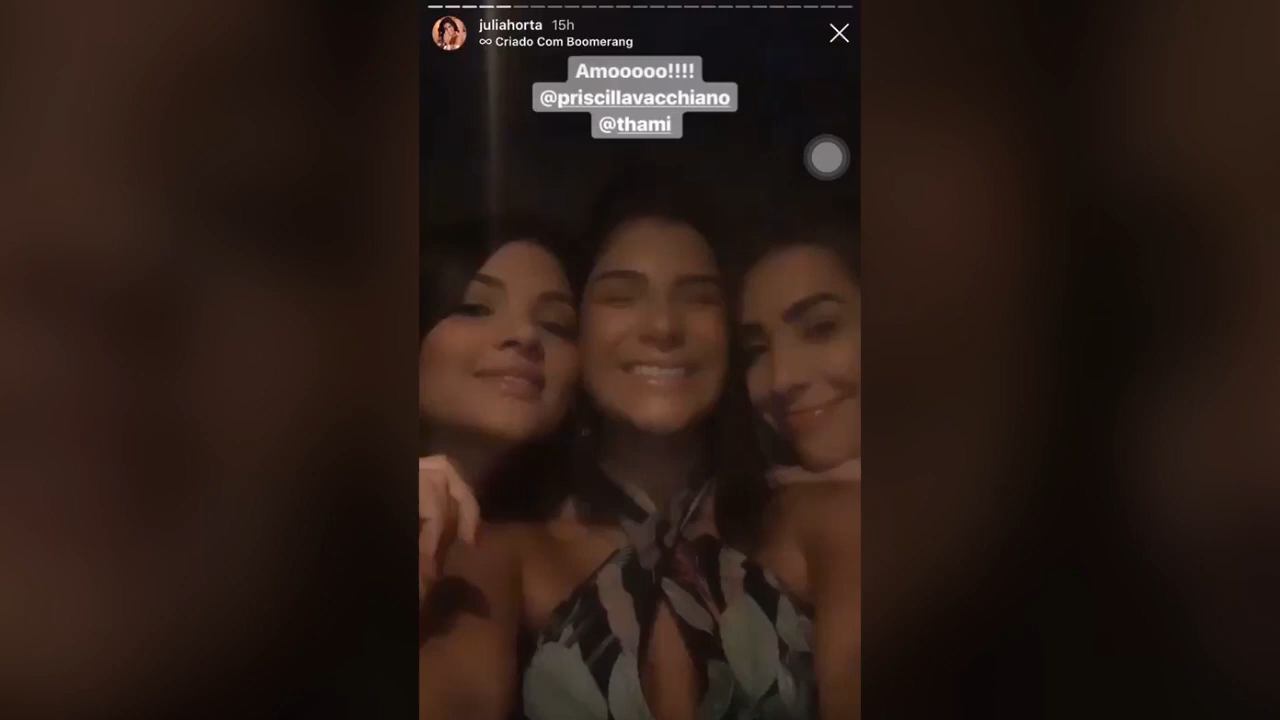 juliahorta 15h
∞ Criado Com Boomerang
Amooooo!!!!
@priscillavacchiano
@thami